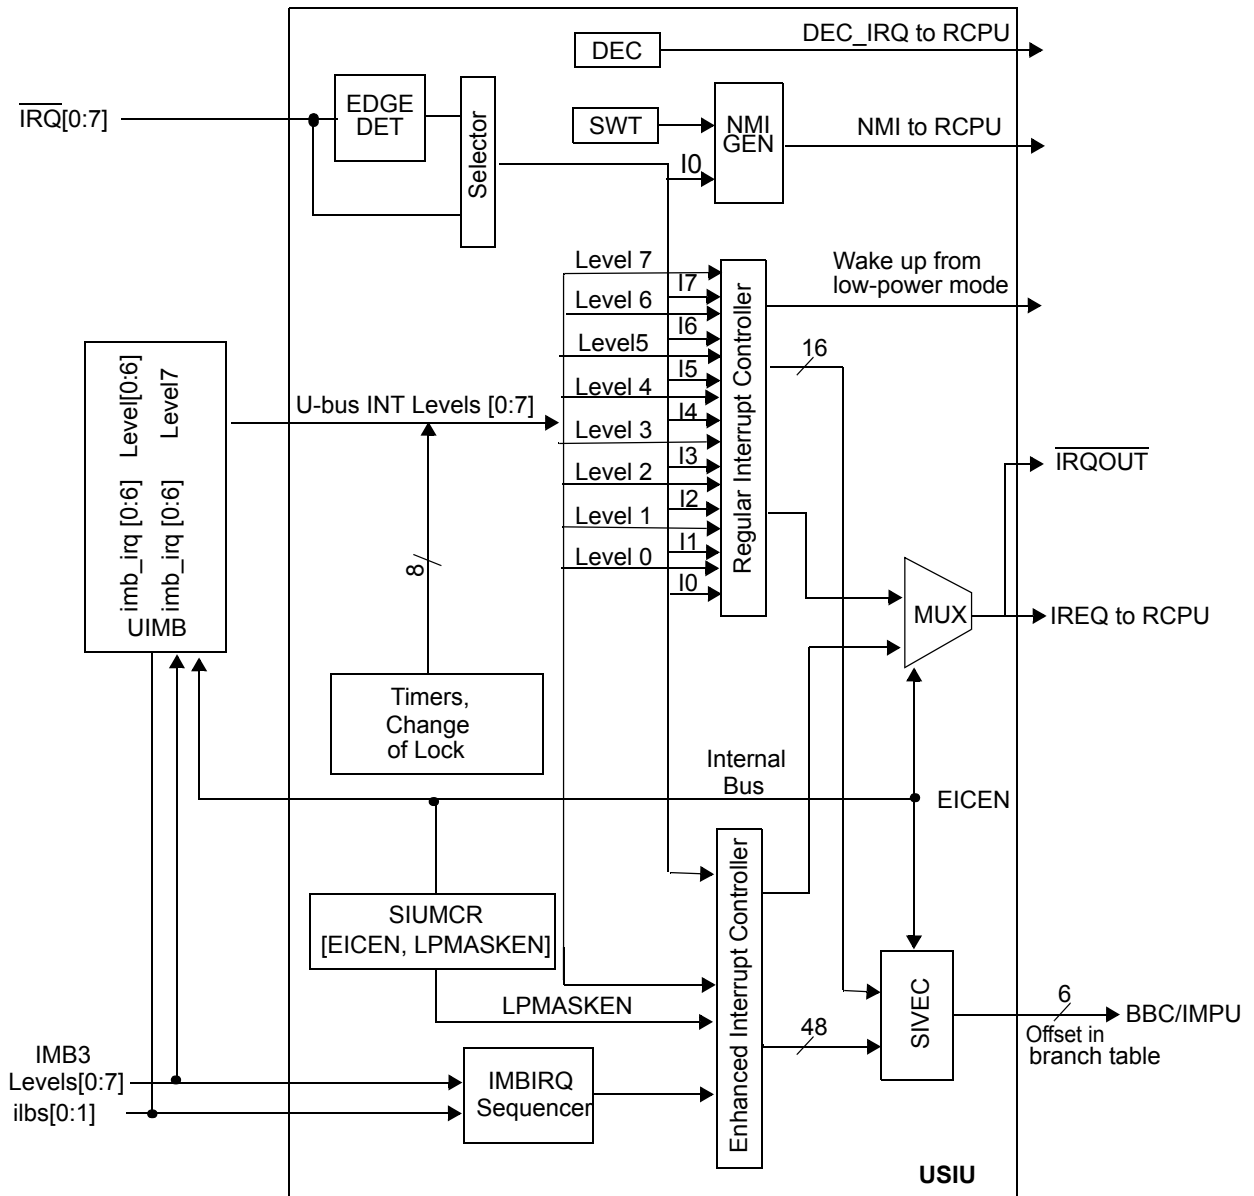 DEC_IRQ to RCPU
DEC
IRQ[0:7]
EDGE
DET
Selector
SWT
NMI
GEN
NMI to RCPU
I0
Level 7
I7
Level 6
I6
Level5
I5
Level 4
I4
Level 3
I3
Level 2
I2
Level 1
I1
Level 0
I0
Regular Interrupt Controller
Wake up from
low-power mode
16
Level[0:6]
Level7
imb_irq [0:6]
imb_irq [0:6]
UIMB
U-bus INT Levels [0:7]
8
Timers,
Change
of Lock
IRQOUT
MUX
IREQ to RCPU
Internal
Bus
EICEN
SIUMCR
[EICEN, LPMASKEN]
LPMASKEN
Enhanced Interrupt Controller
48
SIVEC
6
BBC/IMPU
Offset in
branch table
IMB3
Levels[0:7]
ilbs[0:1]
IMBIRQ
Sequencer
USIU